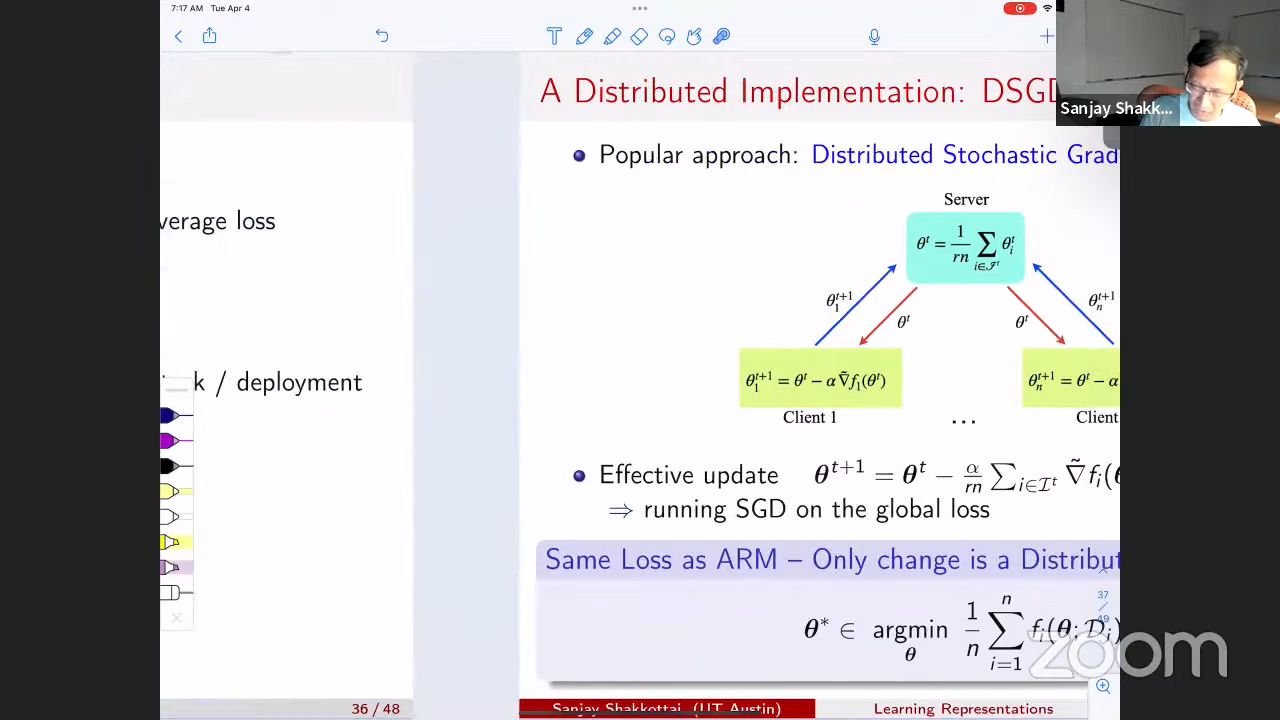 7:17 AM Tue Apr 4
Sanjay Shakk...
verage loss
k / deployment
36 / 48
A Distributed Implementation: DSGD
Popular approach: Distributed Stochastic Grad
Server
θ^t = 1/rn ∑_{i∈𝓘^t} θ_i^t
θ_1^{t+1}
θ^t
θ^t
θ_n^{t+1}
θ_1^{t+1} = θ^t − α ∇̃f_1(θ^t)
θ_n^{t+1} = θ^t − α
Client 1
...
Client
Effective update θ^{t+1} = θ^t − α/rn ∑_{i∈𝓘^t} ∇̃f_i(θ
⇒ running SGD on the global loss
Same Loss as ARM – Only change is a Distribut
θ* ∈ argmin_θ 1/n ∑_{i=1}^n f_i(θ; 𝒟_i)
37
/
49
zoom
Sanjay Shakkottai (UT Austin)
Learning Representations